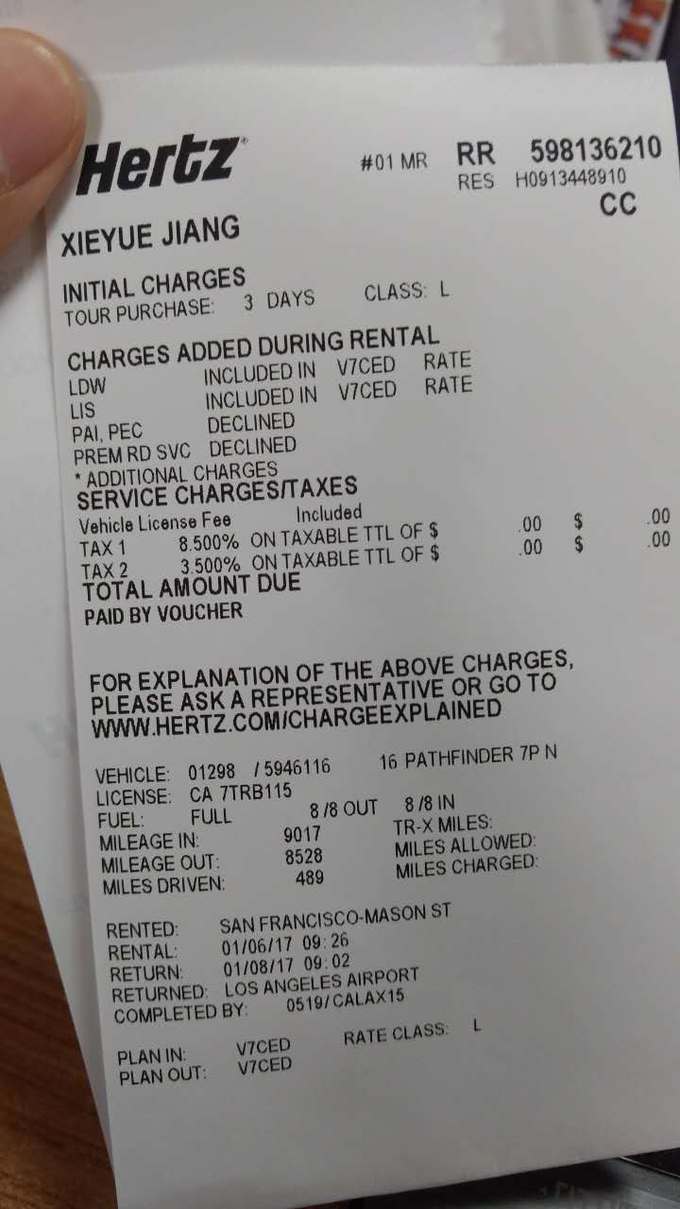 Hertz
#01 MR RR 598136210
RES H0913448910
CC
XIEYUE JIANG
INITIAL CHARGES
TOUR PURCHASE: 3 DAYS CLASS: L
CHARGES ADDED DURING RENTAL
LDW INCLUDED IN V7CED RATE
LIS INCLUDED IN V7CED RATE
PAI, PEC DECLINED
PREM RD SVC DECLINED
* ADDITIONAL CHARGES
SERVICE CHARGES/TAXES
Vehicle License Fee Included
TAX 1 8.500% ON TAXABLE TTL OF $ .00 $ .00
TAX 2 3.500% ON TAXABLE TTL OF $ .00 $ .00
TOTAL AMOUNT DUE
PAID BY VOUCHER
FOR EXPLANATION OF THE ABOVE CHARGES,
PLEASE ASK A REPRESENTATIVE OR GO TO
WWW.HERTZ.COM/CHARGEEXPLAINED
VEHICLE: 01298 / 5946116 16 PATHFINDER 7P N
LICENSE: CA 7TRB115
FUEL: FULL 8 /8 OUT 8 /8 IN
MILEAGE IN: 9017 TR-X MILES:
MILEAGE OUT: 8528 MILES ALLOWED:
MILES DRIVEN: 489 MILES CHARGED:
RENTED: SAN FRANCISCO-MASON ST
RENTAL: 01/06/17 09:26
RETURN: 01/08/17 09:02
RETURNED: LOS ANGELES AIRPORT
COMPLETED BY: 0519/CALAX15
PLAN IN: V7CED RATE CLASS: L
PLAN OUT: V7CED